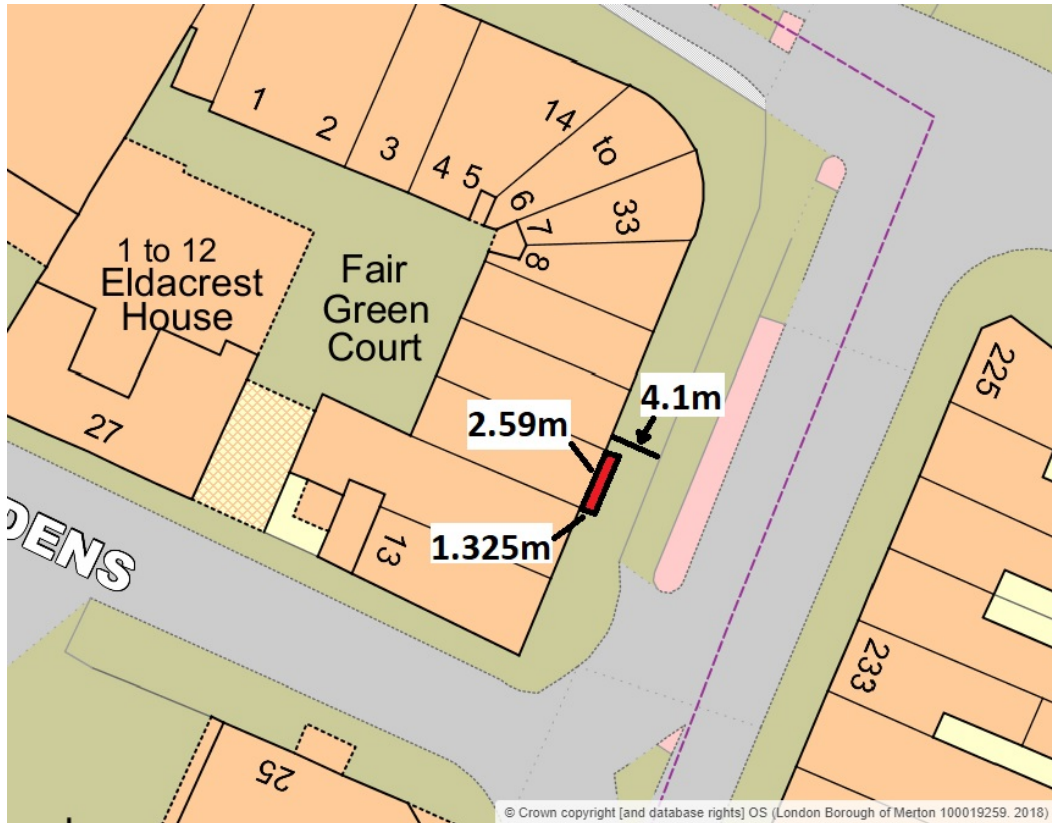 1
2
3
4
5
6
7
8
14
to
33
1 to 12
Eldacrest
House
Fair
Green
Court
27
2.59m
4.1m
1.325m
225
13
DENS
233
25
© Crown copyright [and database rights] OS (London Borough of Merton 100019259. 2018)